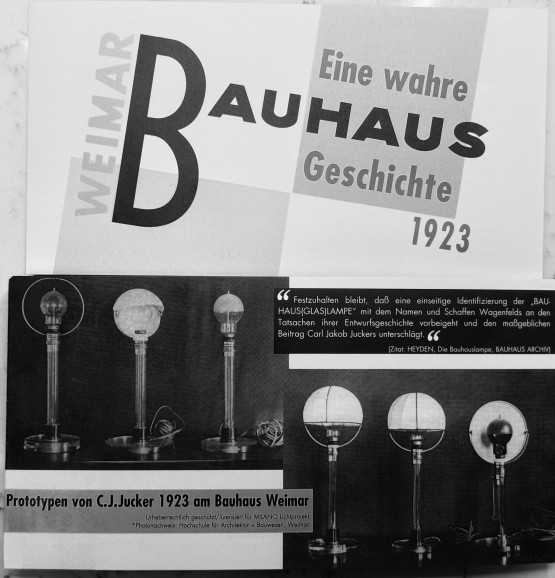 WEIMAR
BAUHAUS
Eine wahre
Geschichte
1923
“ Festzuhalten bleibt, daß eine einseitige Identifizierung der „BAU-
HAUS(GLAS)LAMPE“ mit dem Namen und Schaffen Wagenfelds an den
Tatsachen ihrer Entwurfsgeschichte vorbeigeht und den maßgeblichen
Beitrag Carl Jakob Juckers unterschlägt. “
(Zitat: HEYDEN, Die Bauhauslampe, BAUHAUS ARCHIV)
Prototypen von C.J.Jucker 1923 am Bauhaus Weimar
Urheberrechtlich geschützt/lizensiert für MILANO Lichtprojekt
*Photonachweis: Hochschule für Architektur + Bauwesen, Weimar